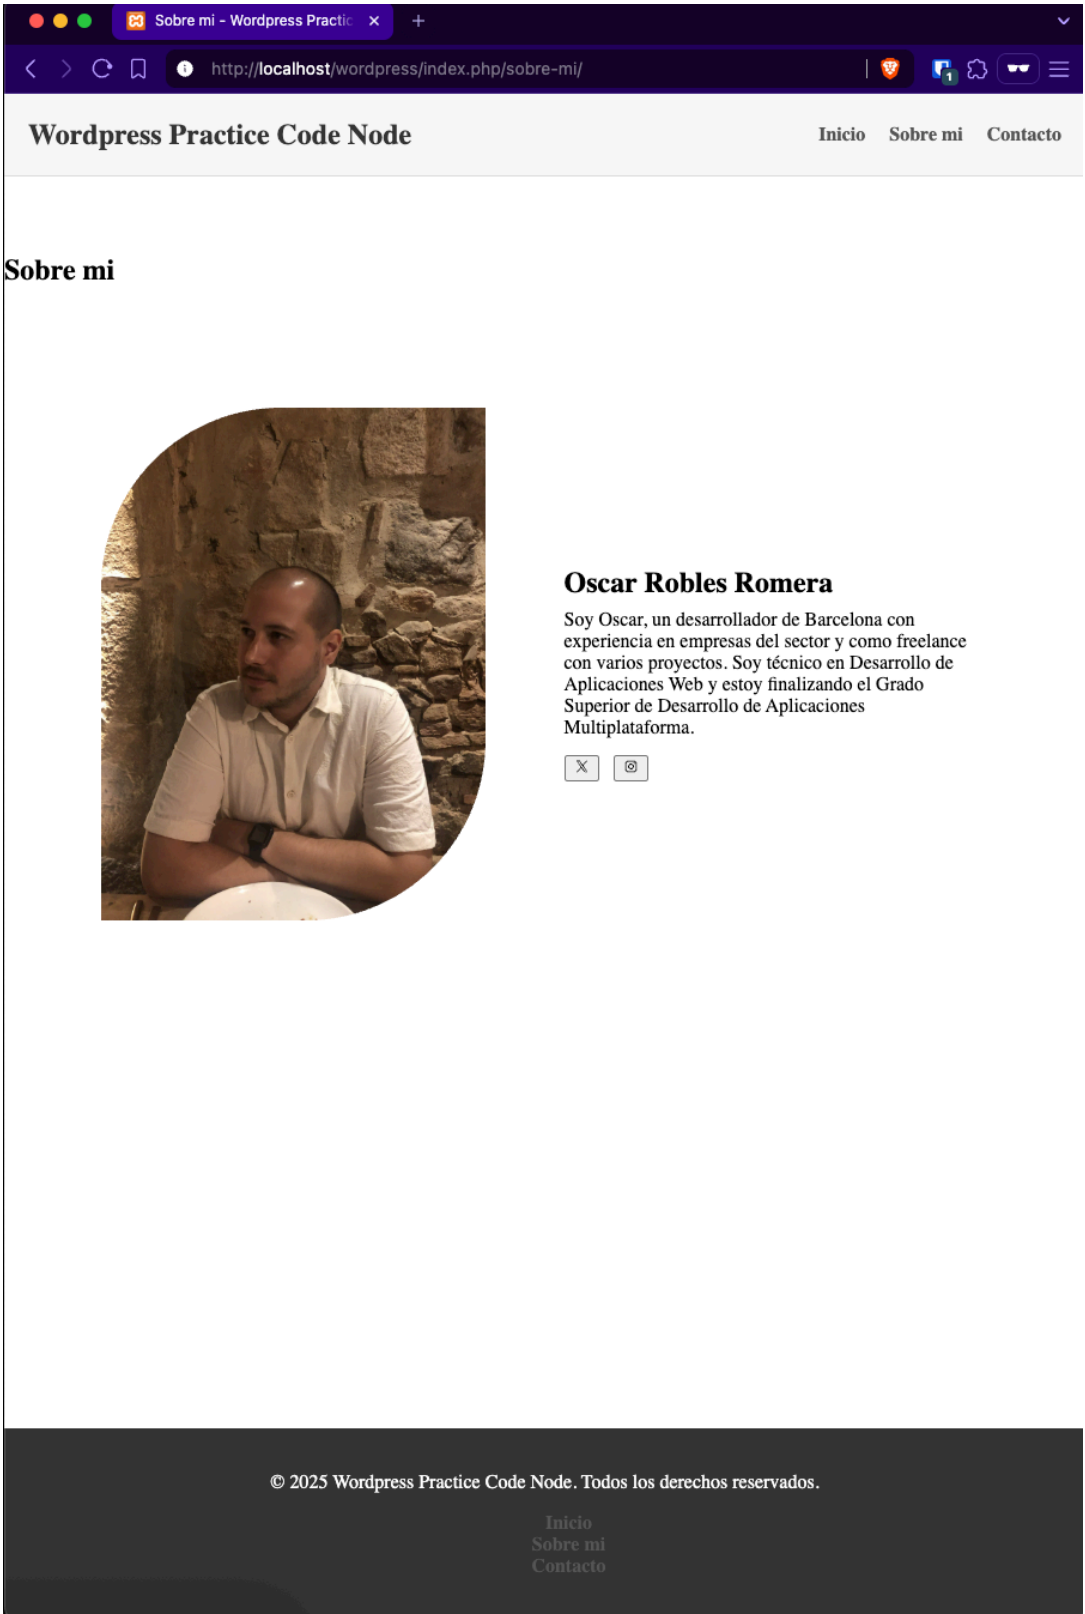 Sobre mi - Wordpress Practic
http://localhost/wordpress/index.php/sobre-mi/
1
Wordpress Practice Code Node
Inicio Sobre mi Contacto
Sobre mi
Oscar Robles Romera
Soy Oscar, un desarrollador de Barcelona con
experiencia en empresas del sector y como freelance
con varios proyectos. Soy técnico en Desarrollo de
Aplicaciones Web y estoy finalizando el Grado
Superior de Desarrollo de Aplicaciones
Multiplataforma.
© 2025 Wordpress Practice Code Node. Todos los derechos reservados.
Inicio
Sobre mi
Contacto